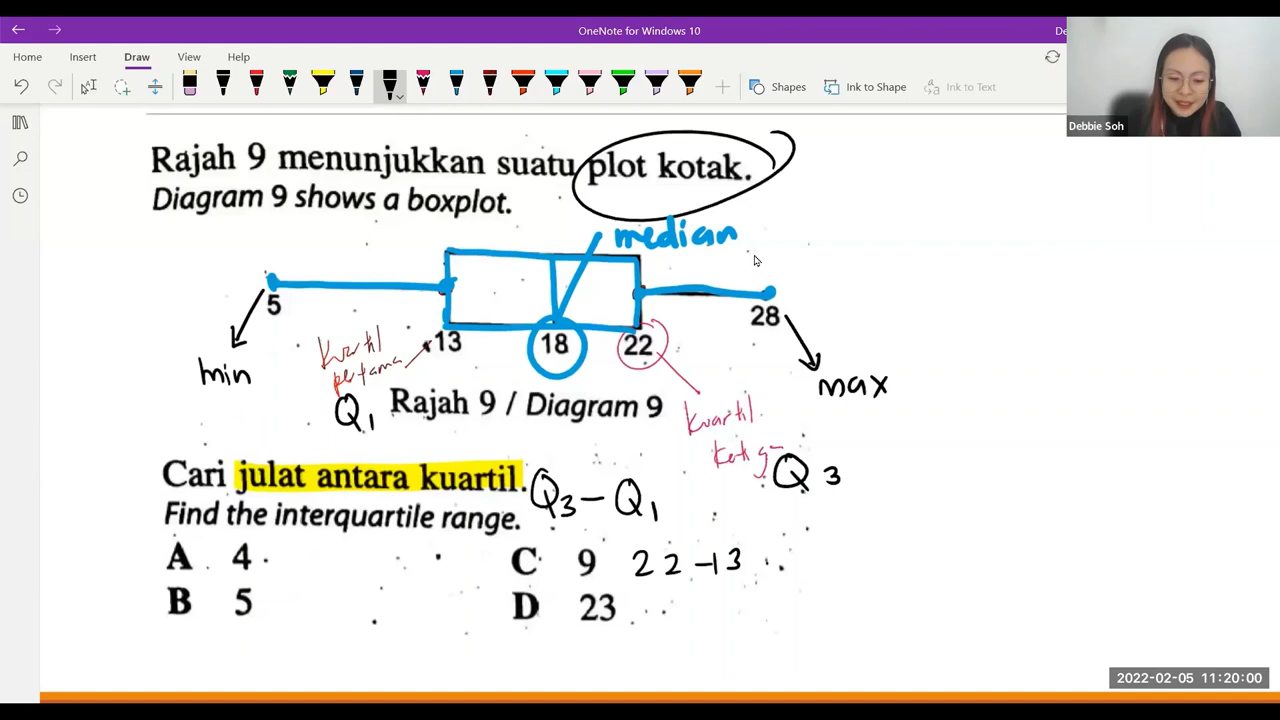 OneNote for Windows 10
De
Home Insert Draw View Help
Shapes Ink to Shape Ink to Text
Debbie Soh
Rajah 9 menunjukkan suatu plot kotak.
Diagram 9 shows a boxplot.
median
5
28
13 18 22
kuartil
pertama
min
max
Q1 Rajah 9 / Diagram 9
kuartil
ketiga
Q3
Cari julat antara kuartil. Q3 - Q1
Find the interquartile range.
A 4 C 9 22-13
B 5 D 23
2022-02-05 11:20:00